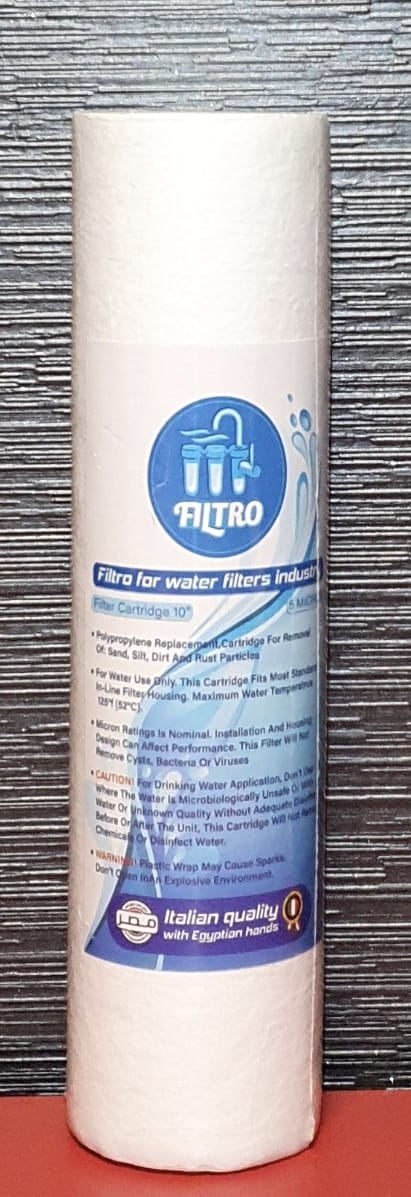 FILTRO
Filtro for water filters industry
Filter Cartridge 10"
5 MICR
• Polypropylene Replacement Cartridge For Removal
Of: Sand, Silt, Dirt And Rust Particles
• For Water Use Only. This Cartridge Fits Most Standard
In-Line Filter Housing. Maximum Water Temperature
125°f (52°C).
• Micron Ratings Is Nominal. Installation And Housing
Design Can Affect Performance. This Filter Will Not
Remove Cysts, Bacteria Or Viruses
• CAUTION! For Drinking Water Application, Don't Use
Where The Water Is Microbiologically Unsafe Or With
Water Or Unknown Quality Without Adequate
Before Or After The Unit, This Cartridge Will Not
Chemicals Or Disinfect Water.
• WARNING! Plastic Wrap May Cause Sparks.
Don't Open InAn Explosive Environment.
Italian quality
with Egyptian hands